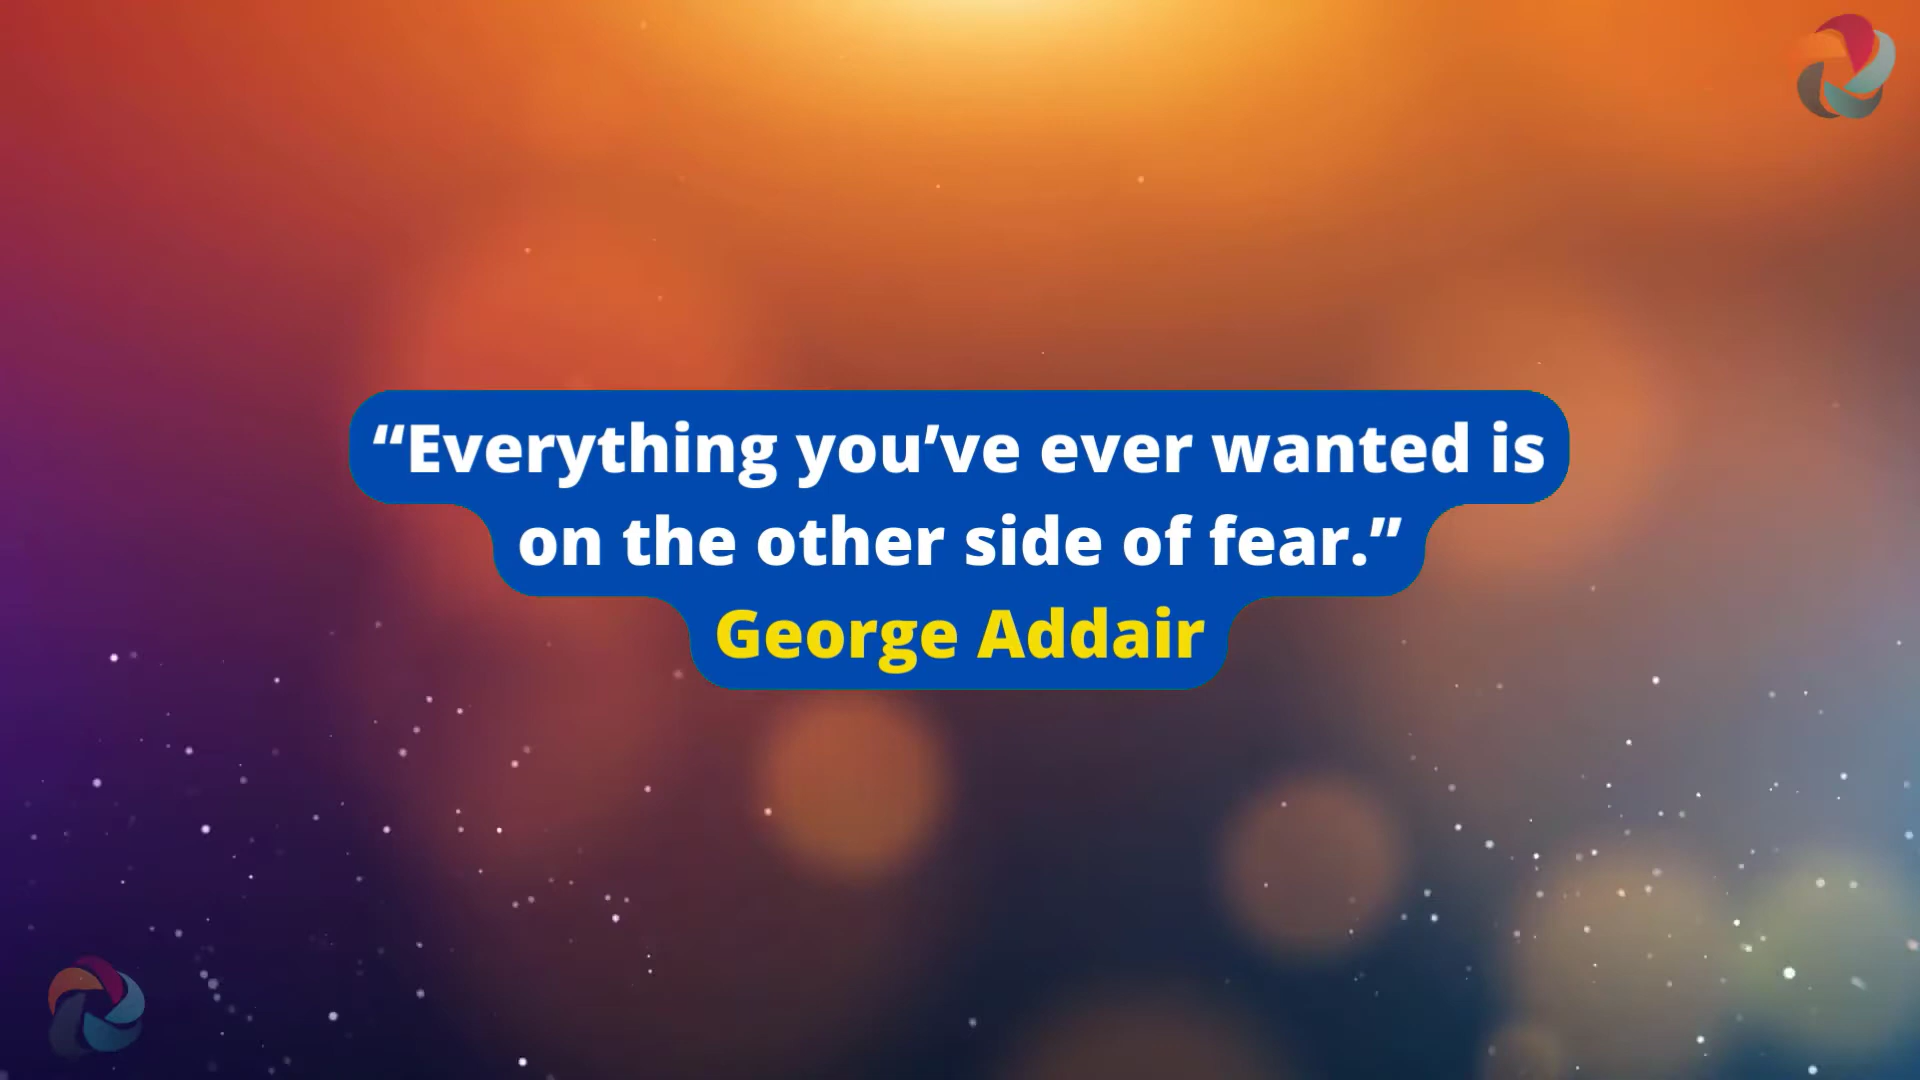 “Everything you’ve ever wanted is
on the other side of fear.”
George Addair